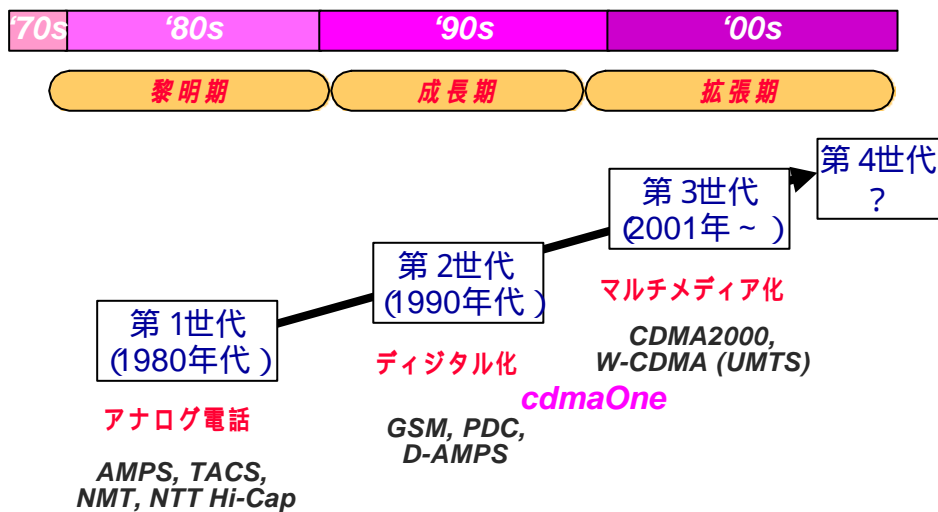 ‘70s ‘80s ‘90s ‘00s
黎明期 成長期 拡張期
第4世代
?
第3世代
(2001年~)
第2世代
(1990年代)
第1世代
(1980年代)
マルチメディア化
CDMA2000,
W-CDMA (UMTS)
ディジタル化
cdmaOne
GSM, PDC,
D-AMPS
アナログ電話
AMPS, TACS,
NMT, NTT Hi-Cap